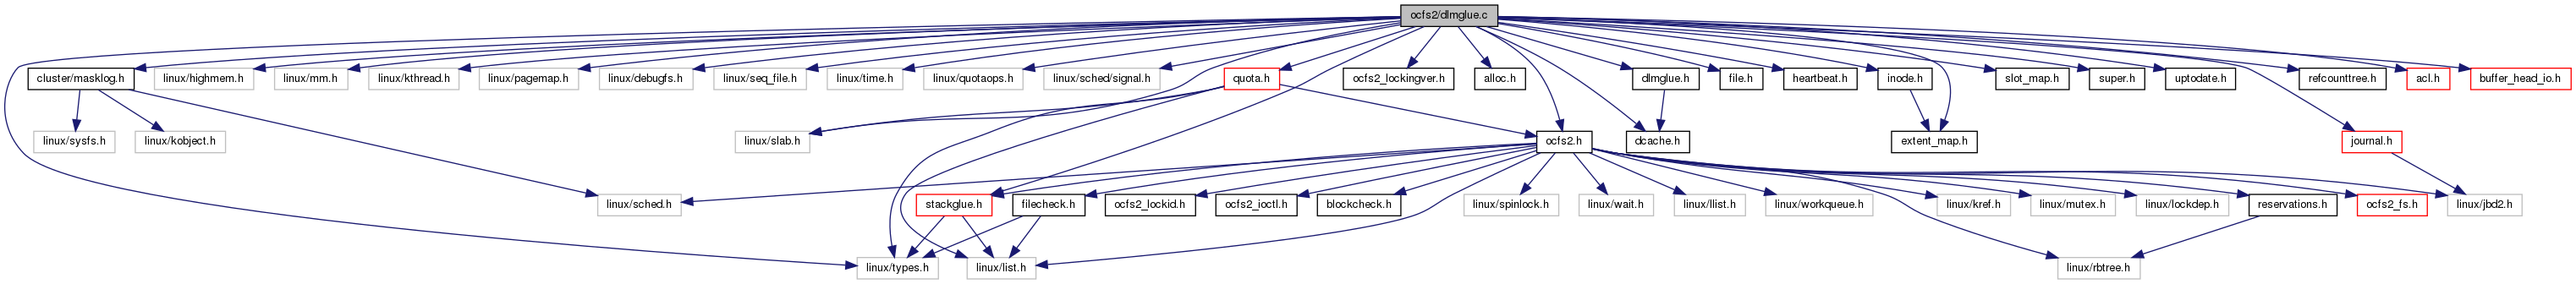 ocfs2/dlmglue.c
cluster/masklog.h
linux/highmem.h
linux/mm.h
linux/kthread.h
linux/pagemap.h
linux/debugfs.h
linux/seq_file.h
linux/time.h
linux/quotaops.h
linux/sched/signal.h
quota.h
ocfs2_lockingver.h
alloc.h
dlmglue.h
file.h
heartbeat.h
inode.h
slot_map.h
super.h
uptodate.h
refcounttree.h
acl.h
buffer_head_io.h
linux/sysfs.h
linux/kobject.h
linux/slab.h
ocfs2.h
dcache.h
extent_map.h
journal.h
linux/sched.h
stackglue.h
filecheck.h
ocfs2_lockid.h
ocfs2_ioctl.h
blockcheck.h
linux/spinlock.h
linux/wait.h
linux/llist.h
linux/workqueue.h
linux/kref.h
linux/mutex.h
linux/lockdep.h
reservations.h
ocfs2_fs.h
linux/jbd2.h
linux/types.h
linux/list.h
linux/rbtree.h